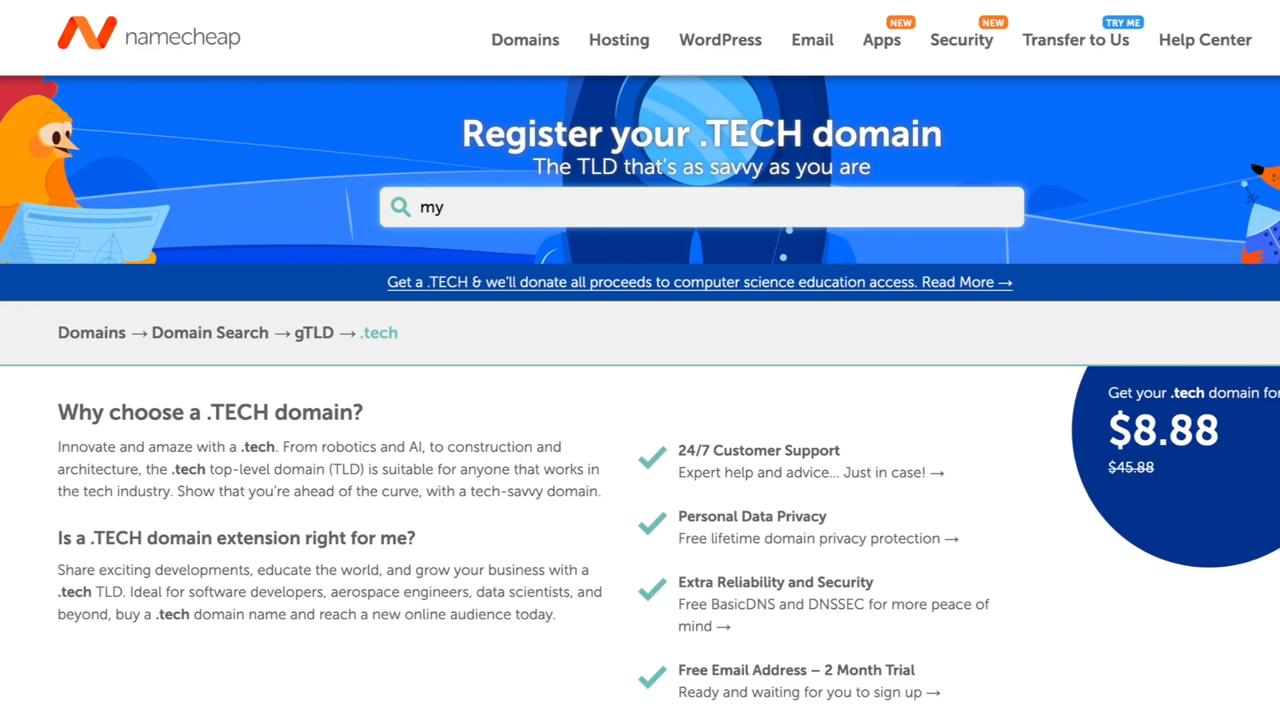 namecheap
Domains
Hosting
WordPress
Email
NEW
Apps
NEW
Security
TRY ME
Transfer to Us
Help Center
Register your .TECH domain
The TLD that's as savvy as you are
my
Get a .TECH & we'll donate all proceeds to computer science education access. Read More →
Domains → Domain Search → gTLD → .tech
Why choose a .TECH domain?
Innovate and amaze with a .tech. From robotics and AI, to construction and
architecture, the .tech top-level domain (TLD) is suitable for anyone that works in
the tech industry. Show that you're ahead of the curve, with a tech-savvy domain.
Is a .TECH domain extension right for me?
Share exciting developments, educate the world, and grow your business with a
.tech TLD. Ideal for software developers, aerospace engineers, data scientists, and
beyond, buy a .tech domain name and reach a new online audience today.
24/7 Customer Support
Expert help and advice... Just in case! →
Personal Data Privacy
Free lifetime domain privacy protection →
Extra Reliability and Security
Free BasicDNS and DNSSEC for more peace of
mind →
Free Email Address – 2 Month Trial
Ready and waiting for you to sign up →
Get your .tech domain for
$8.88
$45.88